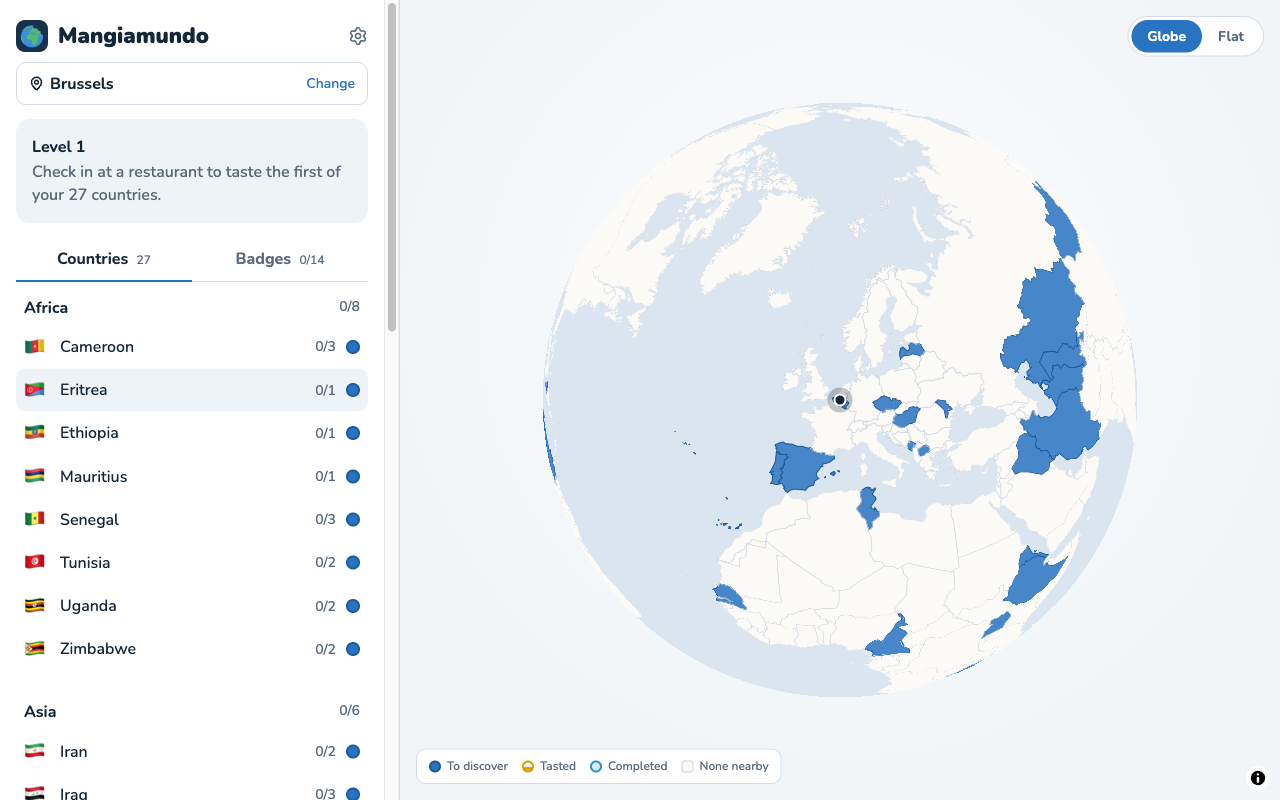 Mangiamundo
Brussels
Change
Level 1
Check in at a restaurant to taste the first of
your 27 countries.
Countries 27
Badges 0/14
Africa 0/8
Cameroon 0/3
Eritrea 0/1
Ethiopia 0/1
Mauritius 0/1
Senegal 0/3
Tunisia 0/2
Uganda 0/2
Zimbabwe 0/2
Asia 0/6
Iran 0/2
Iraq 0/3
Globe
Flat
To discover
Tasted
Completed
None nearby